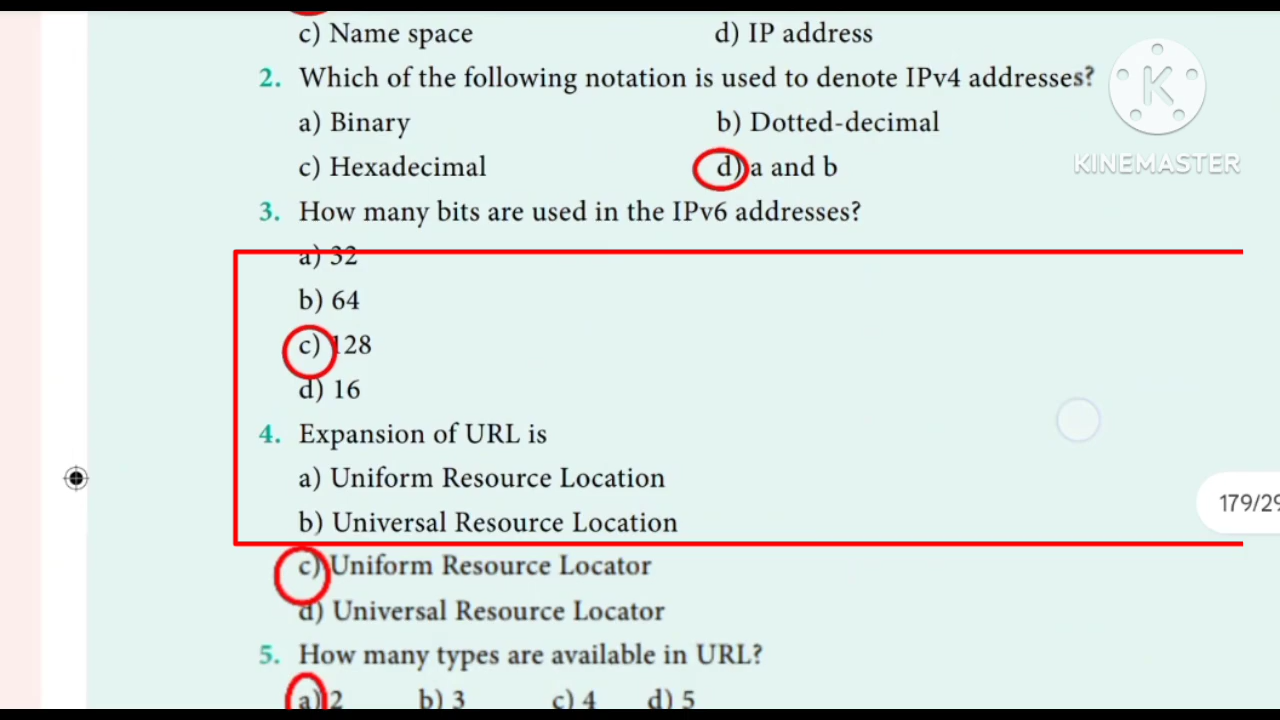 c) Name space d) IP address
2. Which of the following notation is used to denote IPv4 addresses?
a) Binary b) Dotted-decimal
c) Hexadecimal d) a and b
K
KINEMASTER
3. How many bits are used in the IPv6 addresses?
a) 32
b) 64
c) 128
d) 16
4. Expansion of URL is
a) Uniform Resource Location
b) Universal Resource Location
179/29
c) Uniform Resource Locator
d) Universal Resource Locator
5. How many types are available in URL?
a) 2 b) 3 c) 4 d) 5